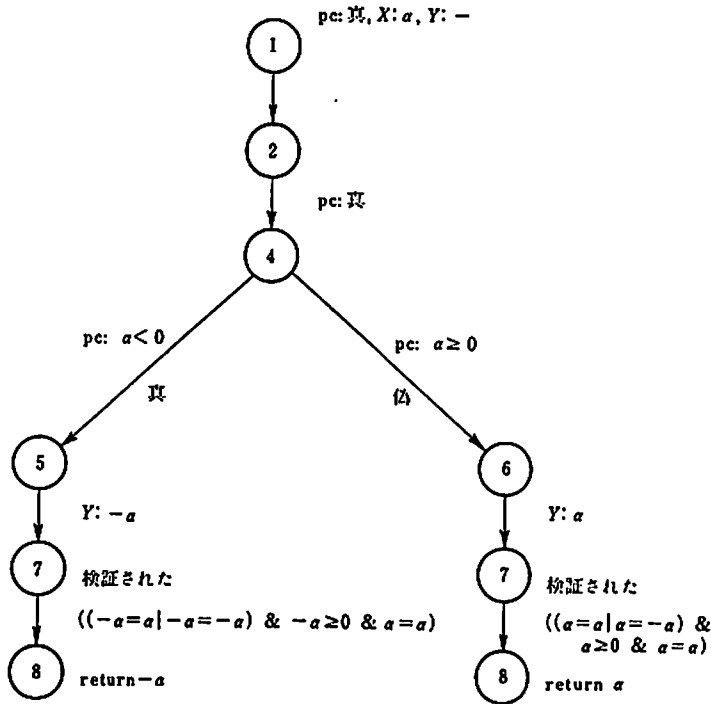 pc: 真, X: α, Y: −
1
2
pc: 真
4
pc: α < 0
pc: α ≥ 0
真
偽
5
6
Y: −α
Y: α
7
7
検証された
検証された
((−α=α|−α=−α) & −α≥0 & α=α)
((α=α|α=−α) &
α≥0 & α=α)
8
8
return−α
return α